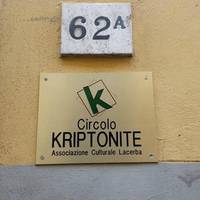 62A
K
Circolo
KRIPTONITE
Associazione Culturale Lacerba